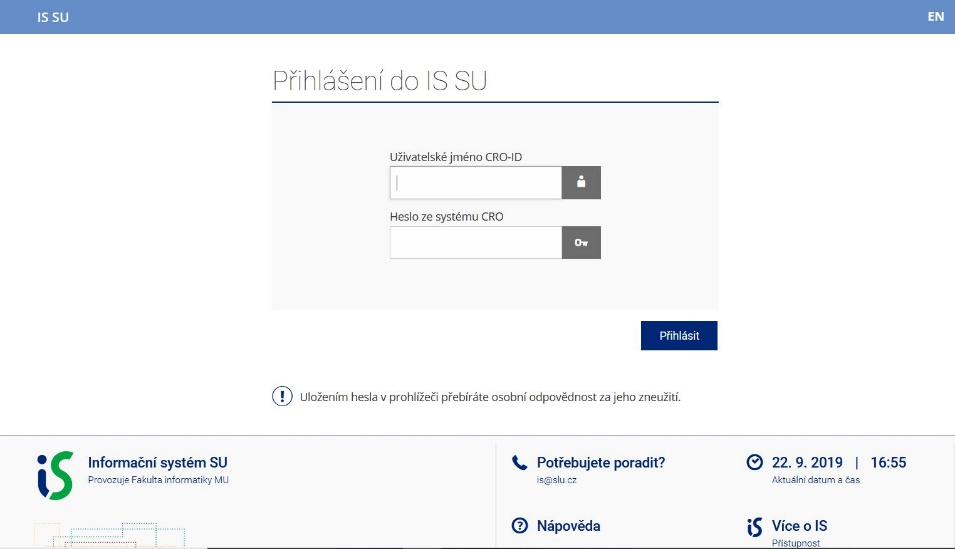 IS SU
EN
Přihlášení do IS SU
Uživatelské jméno CRO-ID
Heslo ze systému CRO
Přihlásit
! Uložením hesla v prohlížeči přebíráte osobní odpovědnost za jeho zneužití.
iS
Informační systém SU
Provozuje Fakulta informatiky MU
Potřebujete poradit?
is@slu.cz
22. 9. 2019 | 16:55
Aktuální datum a čas
? Nápověda
iS Více o IS
Přístupnost